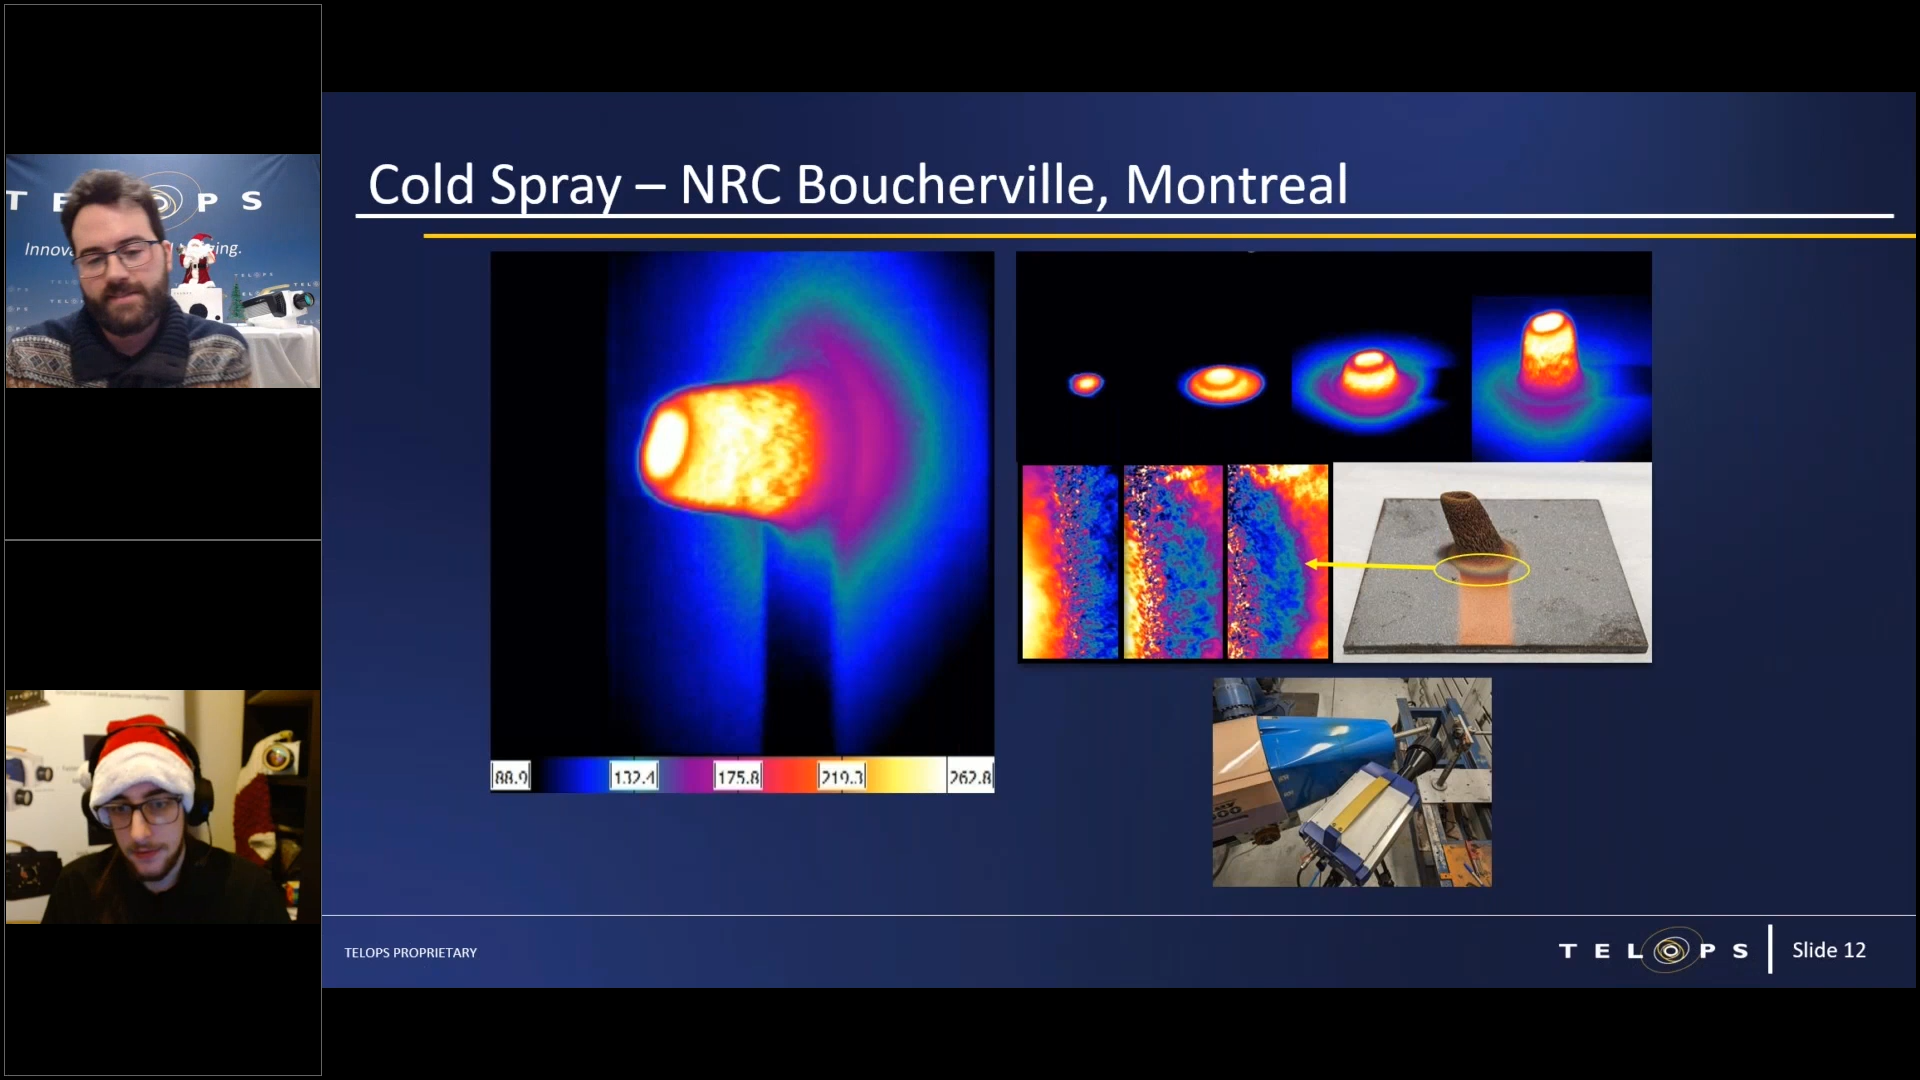 Cold Spray – NRC Boucherville, Montreal
88.9
132.4
175.8
219.3
262.8
TELOPS PROPRIETARY
TELOPS
Slide 12
TELOPS